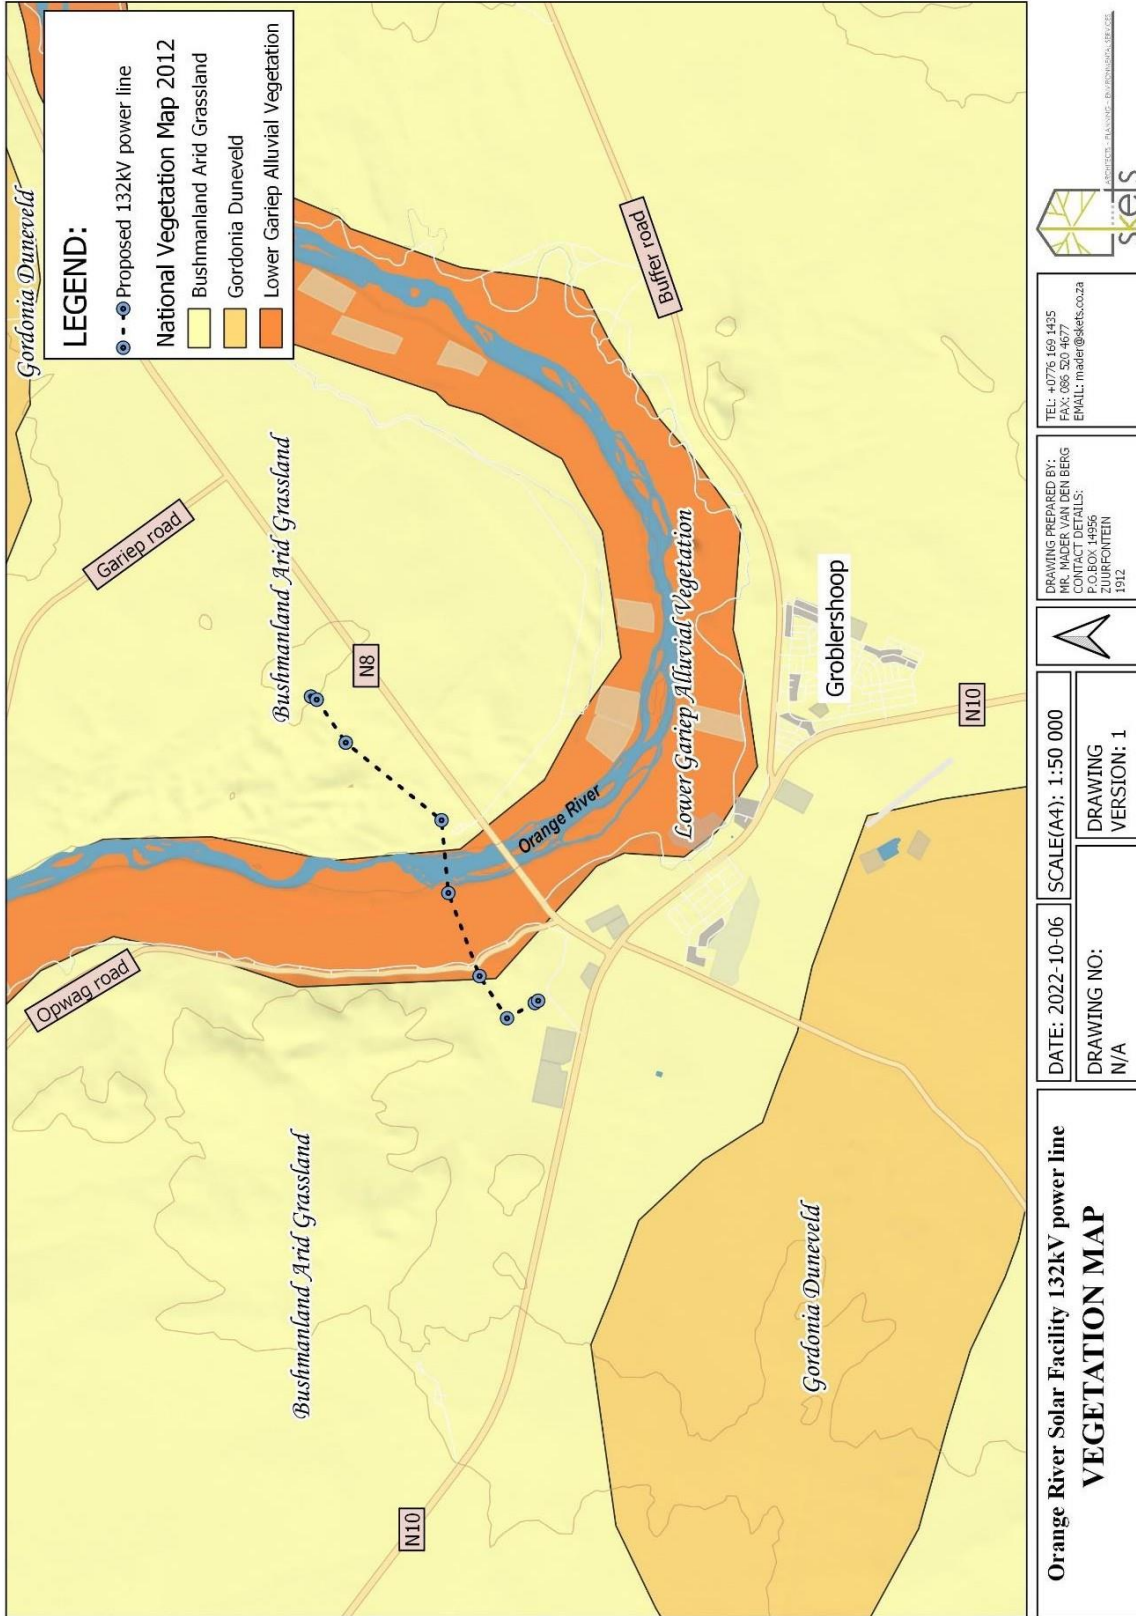 Gordonia Duneveld
LEGEND:
Proposed 132kV power line
National Vegetation Map 2012
Bushmanland Arid Grassland
Gordonia Duneveld
Lower Gariep Alluvial Vegetation
Gariep road
Bushmanland Arid Grassland
N8
Buffer road
Opwag road
Orange River
Lower Gariep Alluvial Vegetation
Groblershoop
N10
Bushmanland Arid Grassland
Gordonia Duneveld
N10
Orange River Solar Facility 132kV power line
VEGETATION MAP
DATE: 2022-10-06
SCALE(A4): 1:50 000
DRAWING NO:
N/A
DRAWING
VERSION: 1
DRAWING PREPARED BY:
MR. MADER VAN DEN BERG
CONTACT DETAILS:
P.O.BOX 14956
ZUURFONTEIN
1912
TEL: +0776 169 1435
FAX: 086 520 4677
EMAIL: mader@skets.co.za
skets
ARCHITECTS - PLANNING - ENVIRONMENTAL SERVICES